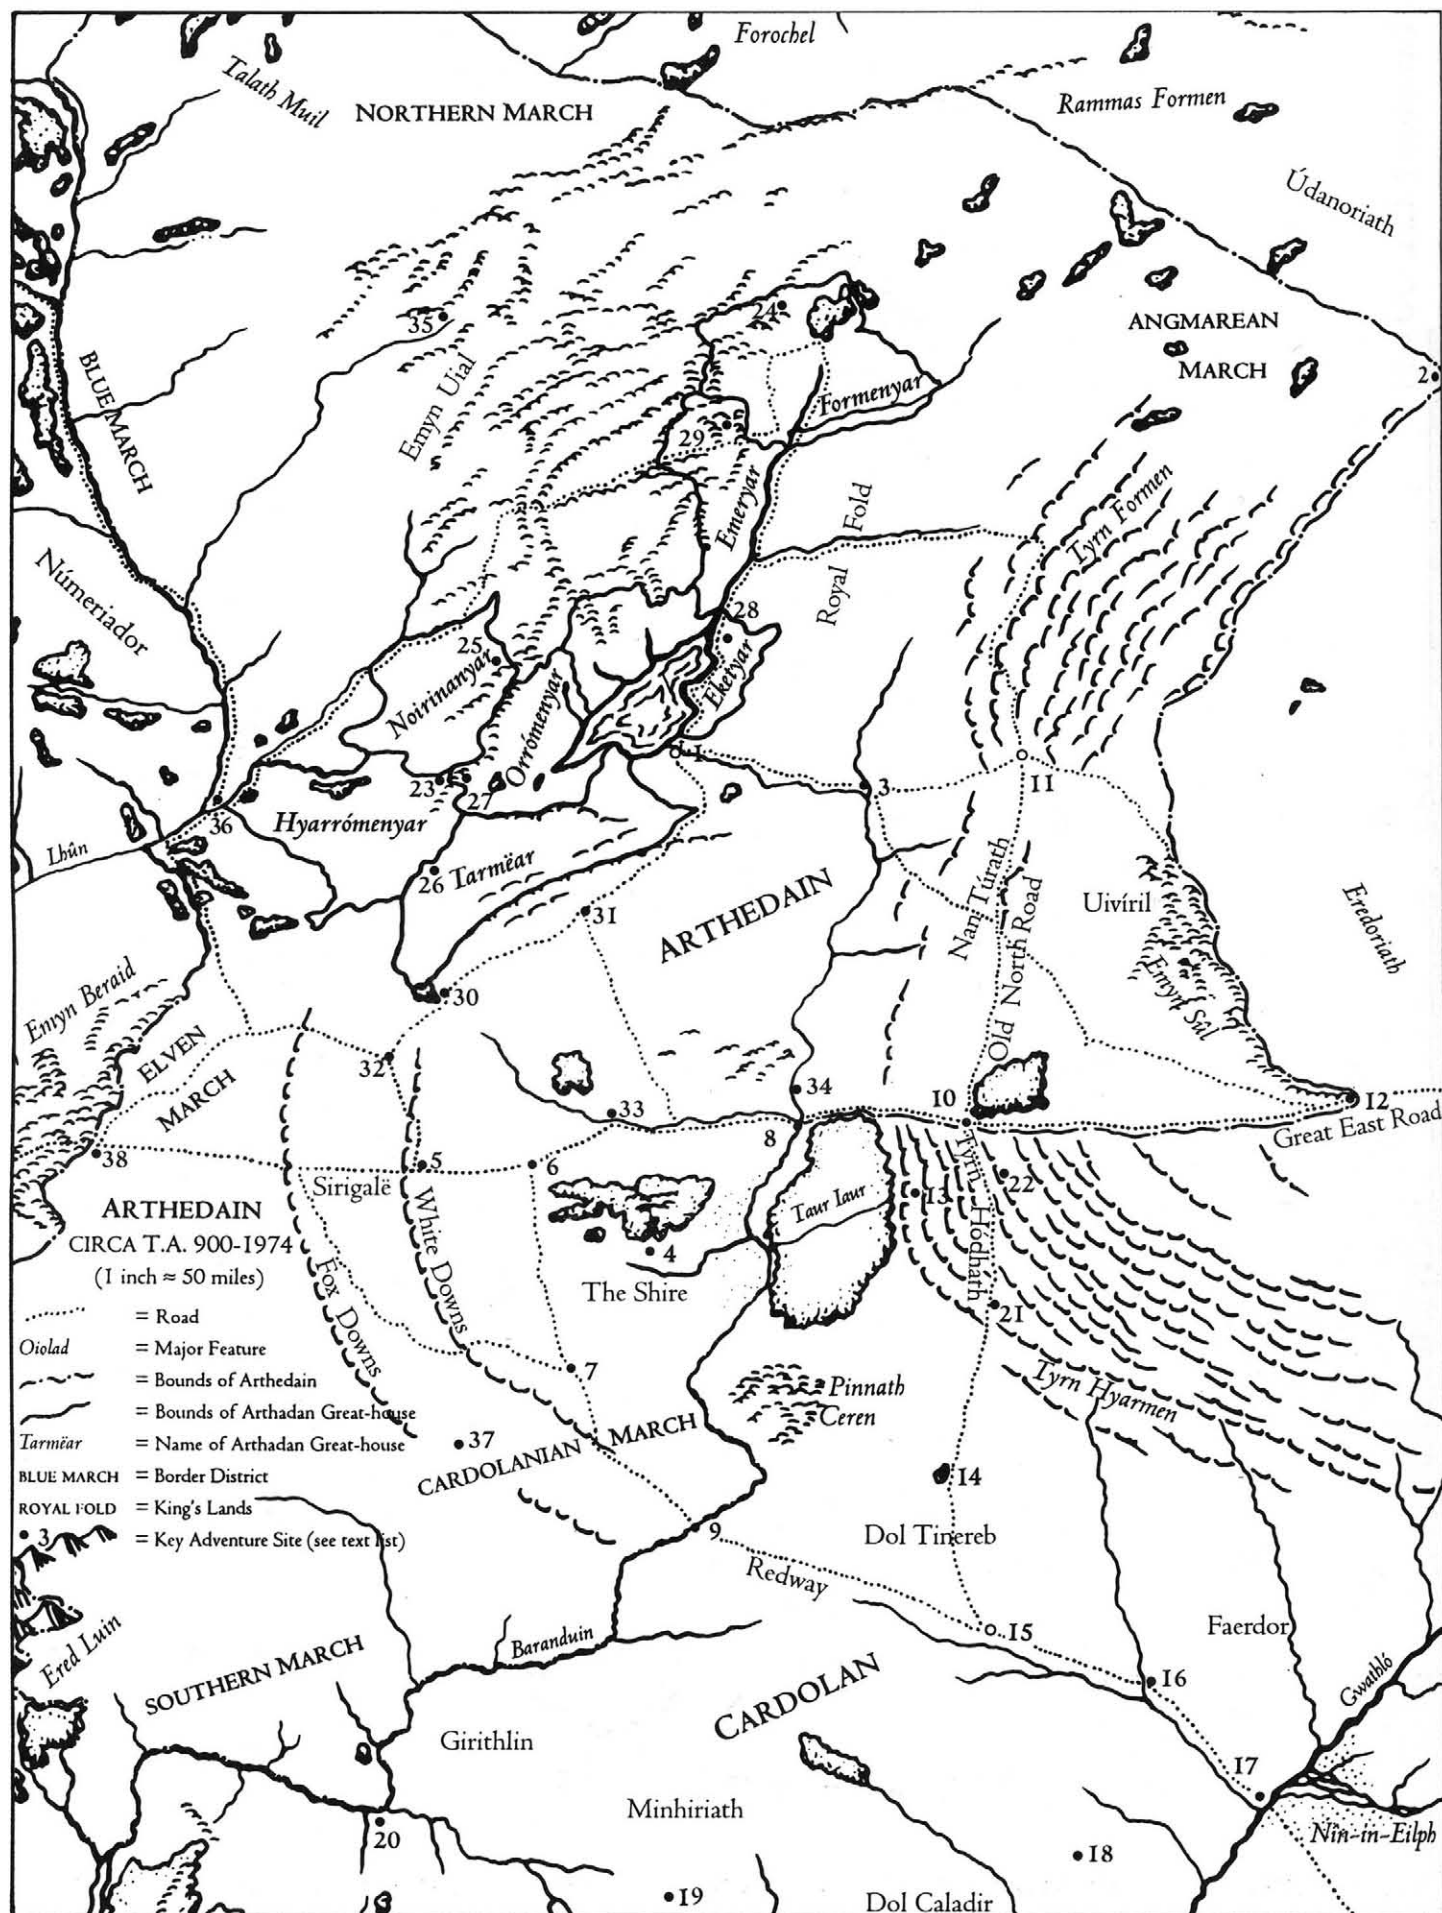 Forochel
Talath Muil
NORTHERN MARCH
Rammas Formen
Údanoriath
24
35
ANGMAREAN
MARCH
2
BLUE MARCH
Emyn Uial
Formenyar
29
Emeryar
Royal Fold
Tyrn Formen
Númeriador
28
25
Noirinanyar
Eketyar
Orrómenyar
1
23
27
3
11
36
Hyarrómenyar
Lhûn
26
Tarmëar
31
ARTHEDAIN
Nan Túrath
Old North Road
Uivíril
Eredoriath
Emyn Beraid
30
Emyn Sûl
ELVEN
MARCH
32
34
33
8
10
12
Great East Road
38
5
6
Sirigalë
Taur Iaur
13
22
Tyrn Hodhath
ARTHEDAIN
CIRCA T.A. 900-1974
(1 inch ≈ 50 miles)
White Downs
Fox Downs
4
The Shire
21
= Road
Oiolad = Major Feature
= Bounds of Arthedain
= Bounds of Arthadan Great-house
Tarmëar = Name of Arthadan Great-house
BLUE MARCH = Border District
ROYAL FOLD = King's Lands
3 = Key Adventure Site (see text list)
7
Pinnath
Ceren
Tyrn Hyarmen
37
CARDOLANIAN MARCH
14
9
Dol Tinereb
Redway
Ered Luin
SOUTHERN MARCH
Baranduin
15
Faerdor
16
Gwathló
CARDOLAN
Girithlin
17
Minhiriath
20
Nîn-in-Eilph
18
19
Dol Caladir